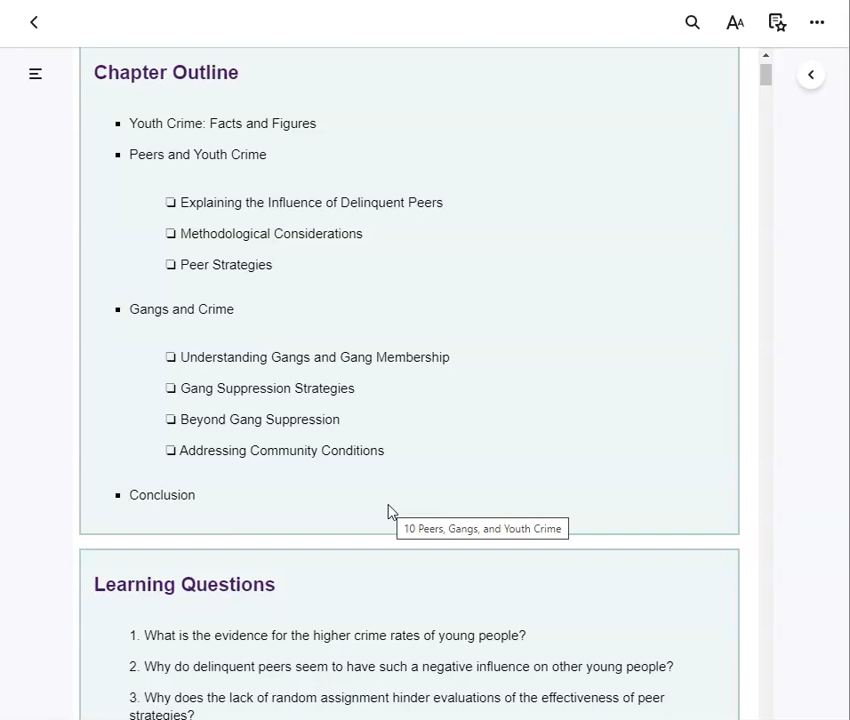 Chapter Outline
▪ Youth Crime: Facts and Figures
▪ Peers and Youth Crime
❑ Explaining the Influence of Delinquent Peers
❑ Methodological Considerations
❑ Peer Strategies
▪ Gangs and Crime
❑ Understanding Gangs and Gang Membership
❑ Gang Suppression Strategies
❑ Beyond Gang Suppression
❑ Addressing Community Conditions
▪ Conclusion
10 Peers, Gangs, and Youth Crime
Learning Questions
1. What is the evidence for the higher crime rates of young people?
2. Why do delinquent peers seem to have such a negative influence on other young people?
3. Why does the lack of random assignment hinder evaluations of the effectiveness of peer
strategies?